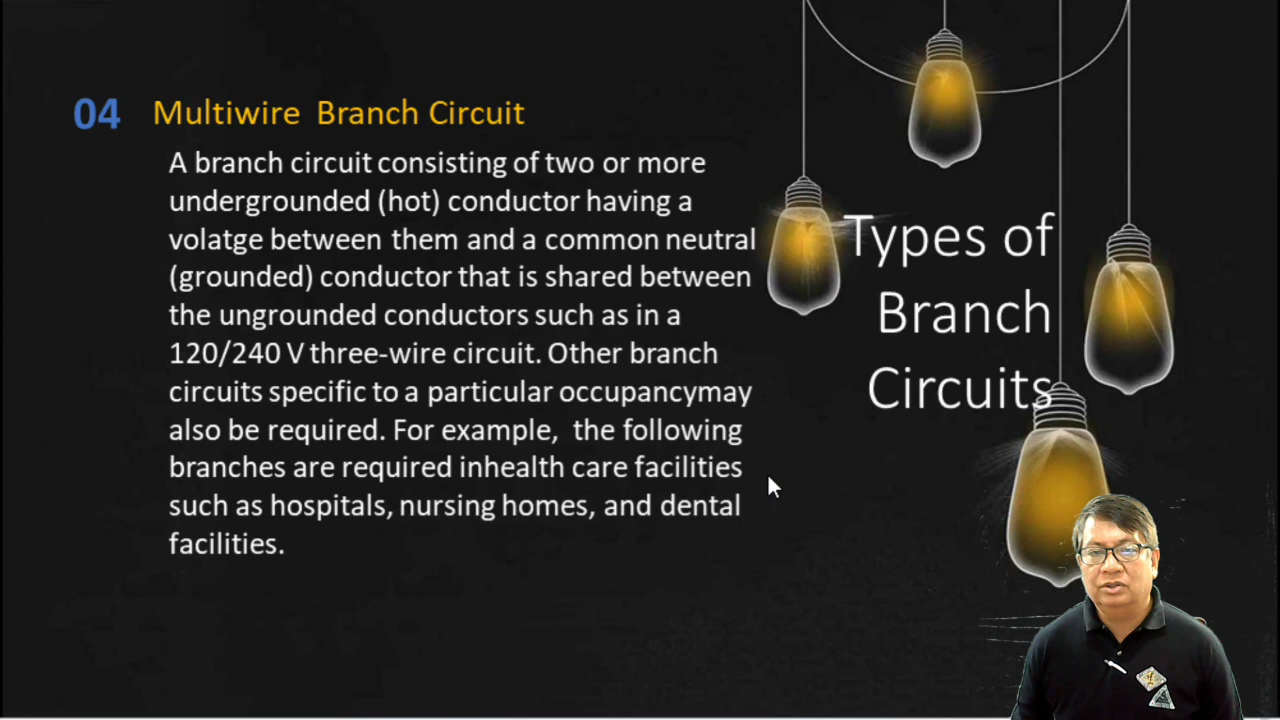 04 Multiwire Branch Circuit
A branch circuit consisting of two or more
undergrounded (hot) conductor having a
volatge between them and a common neutral
(grounded) conductor that is shared between
the ungrounded conductors such as in a
120/240 V three-wire circuit. Other branch
circuits specific to a particular occupancymay
also be required. For example, the following
branches are required inhealth care facilities
such as hospitals, nursing homes, and dental
facilities.
Types of
Branch
Circuits